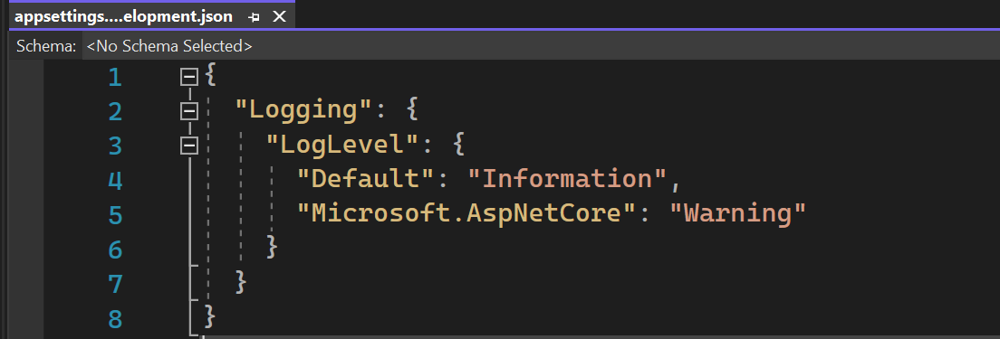 appsettings....elopment.json
Schema: <No Schema Selected>
1 {
2 "Logging": {
3 "LogLevel": {
4 "Default": "Information",
5 "Microsoft.AspNetCore": "Warning"
6 }
7 }
8 }